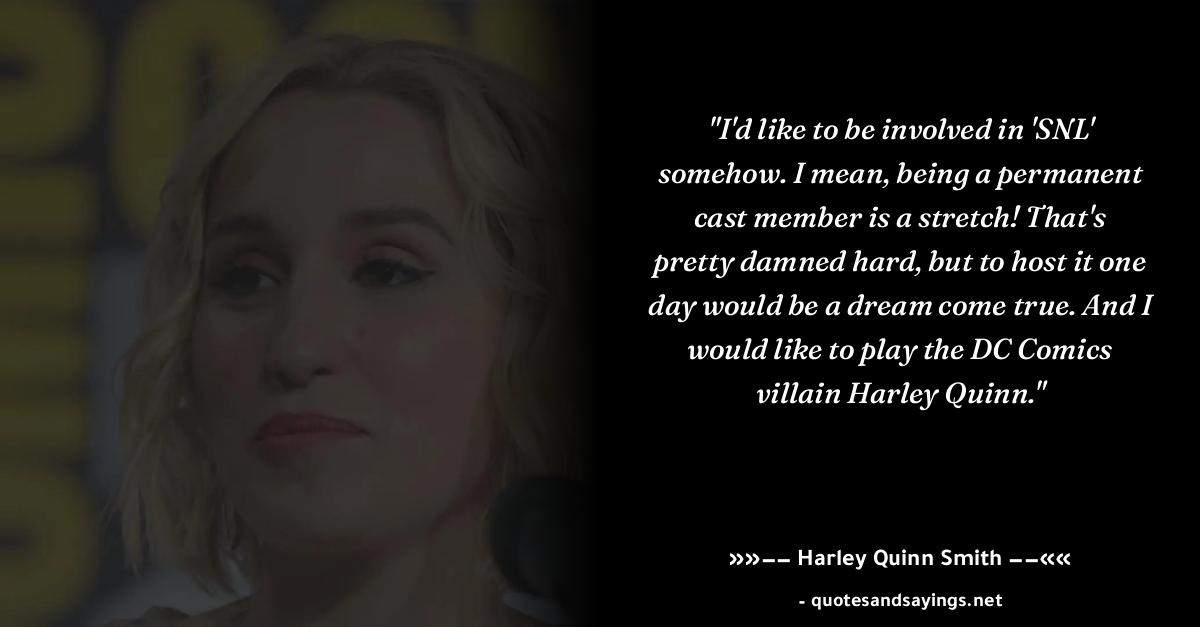 "I'd like to be involved in 'SNL'
somehow. I mean, being a permanent
cast member is a stretch! That's
pretty damned hard, but to host it one
day would be a dream come true. And I
would like to play the DC Comics
villain Harley Quinn."
»»–– Harley Quinn Smith ––««
- quotesandsayings.net